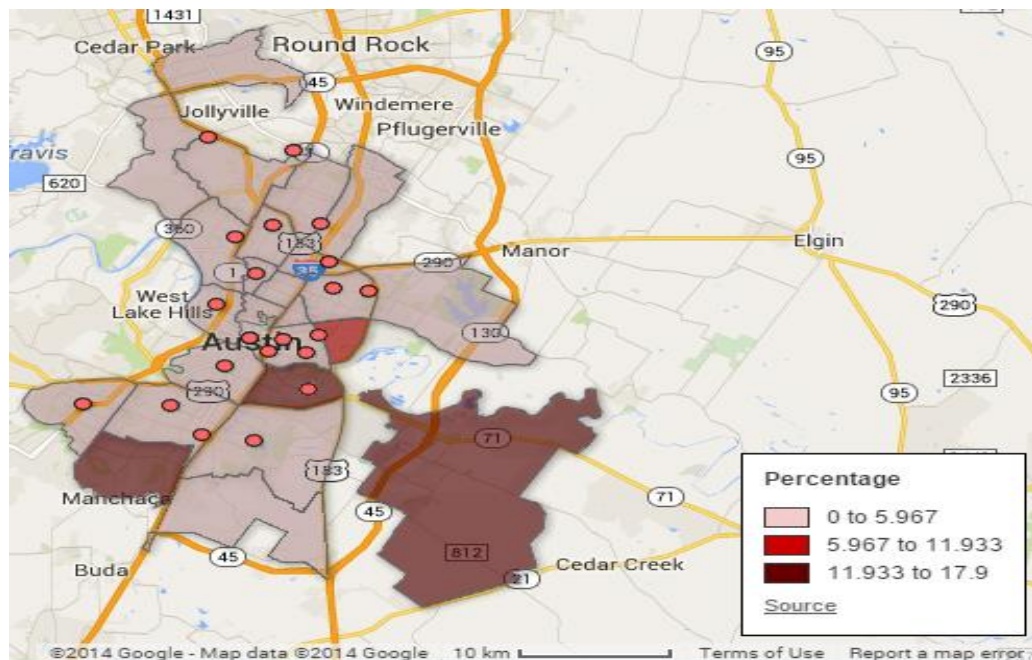 1431
Cedar Park
Round Rock
95
45
Jollyville
Windemere
Pflugerville
95
620
360
183
Elgin
Manor
290
1
35
West
Lake Hills
290
130
Austin
2336
290
95
71
183
Manchaca
71
45
812
45
Buda
Cedar Creek
21
Percentage
0 to 5.967
5.967 to 11.933
11.933 to 17.9
Source
©2014 Google - Map data ©2014 Google
10 km
Terms of Use
Report a map error